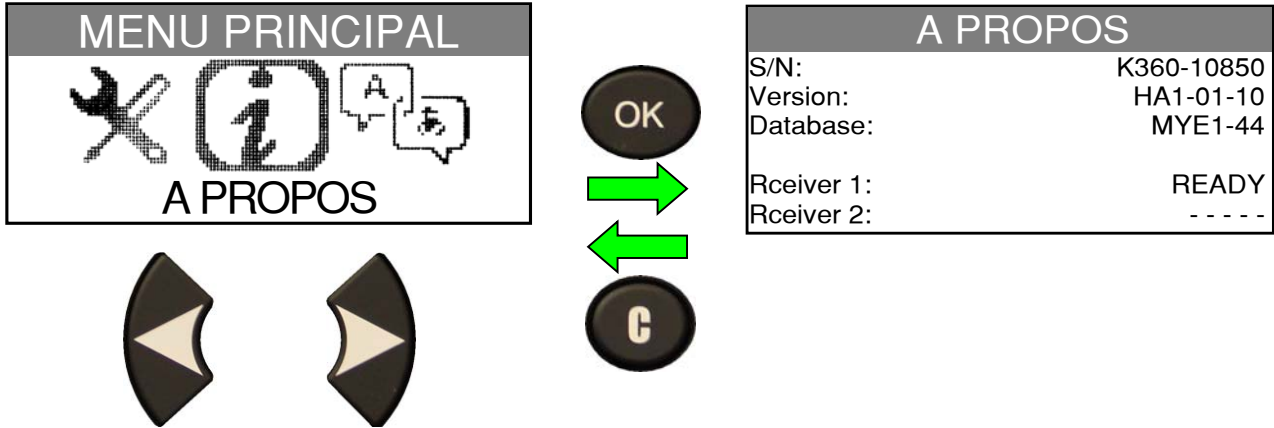 MENU PRINCIPAL
A あ
A PROPOS
OK
C
A PROPOS
S/N: K360-10850
Version: HA1-01-10
Database: MYE1-44
Rceiver 1: READY
Rceiver 2: - - - - -